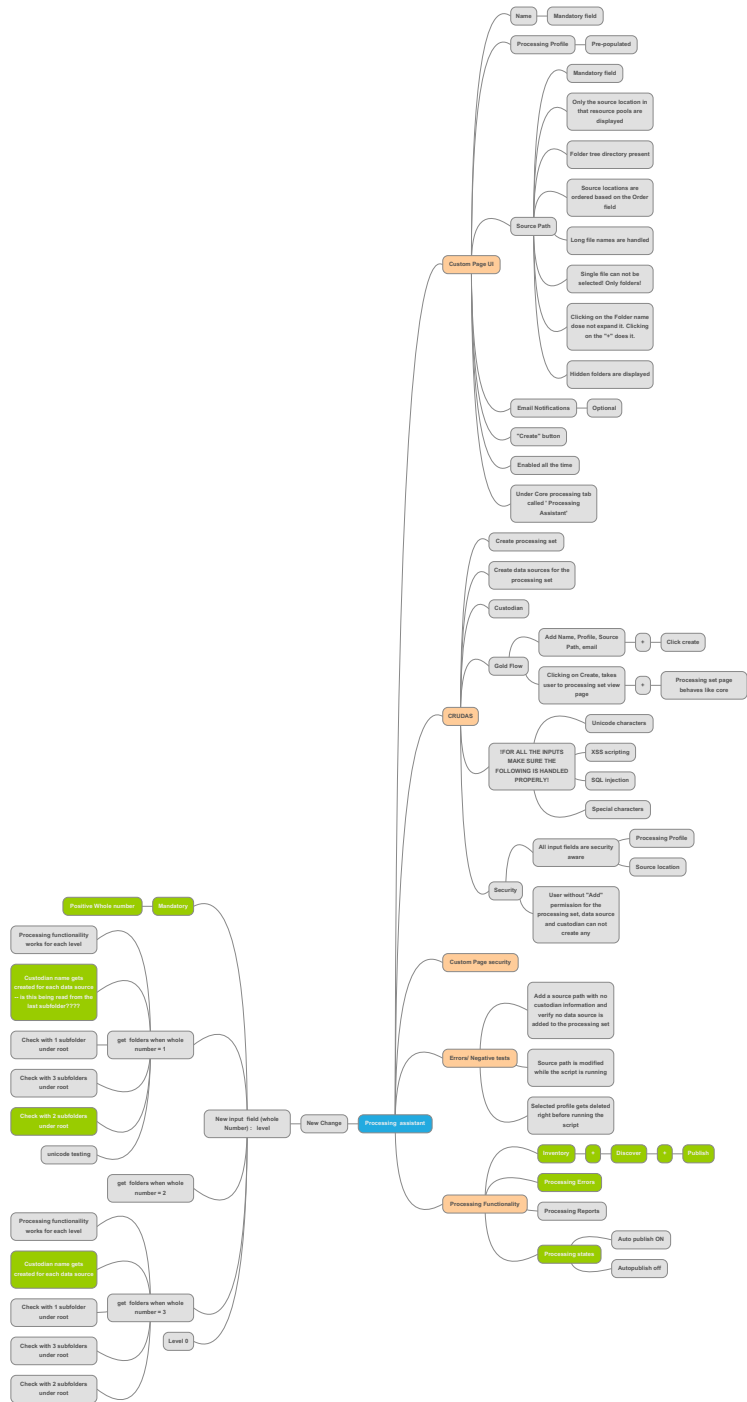 Name
Mandatory field
Processing Profile
Pre-populated
Mandatory field
Only the source location in
that resource pools are
displayed
Folder tree directory present
Source locations are
ordered based on the Order
field
Source Path
Long file names are handled
Single file can not be
selected! Only folders!
Clicking on the Folder name
dose not expand it. Clicking
on the "+" does it.
Hidden folders are displayed
Custom Page UI
Email Notifications
Optional
"Create" button
Enabled all the time
Under Core processing tab
called ' Processing
Assistant'
Create processing set
Create data sources for the
processing set
Custodian
Gold Flow
Add Name, Profile, Source
Path, email
+
Click create
Clicking on Create, takes
user to processing set view
page
+
Processing set page
behaves like core
CRUDAS
!FOR ALL THE INPUTS
MAKE SURE THE
FOLLOWING IS HANDLED
PROPERLY!
Unicode characters
XSS scripting
SQL injection
Special characters
Security
All input fields are security
aware
Processing Profile
Source location
User without "Add"
permission for the
processing set, data source
and custodian can not
create any
Custom Page security
Errors/ Negative tests
Add a source path with no
custodian information and
verify no data source is
added to the processing set
Source path is modified
while the script is running
Selected profile gets deleted
right before running the
script
Processing Functionality
Inventory
+
Discover
+
Publish
Processing Errors
Processing Reports
Processing states
Auto publish ON
Autopublish off
Processing assistant
New Change
New input field (whole
Number) : level
Mandatory
Positive Whole number
get folders when whole
number = 1
Processing functionsility
works for each level
Custodian name gets
created for each data source
-- is this being read from the
last subfolder????
Check with 1 subfolder
under root
Check with 3 subfolders
under root
Check with 2 subfolders
under root
unicode testing
get folders when whole
number = 2
get folders when whole
number = 3
Processing functionsility
works for each level
Custodian name gets
created for each data source
Check with 1 subfolder
under root
Check with 3 subfolders
under root
Check with 2 subfolders
under root
Level 0